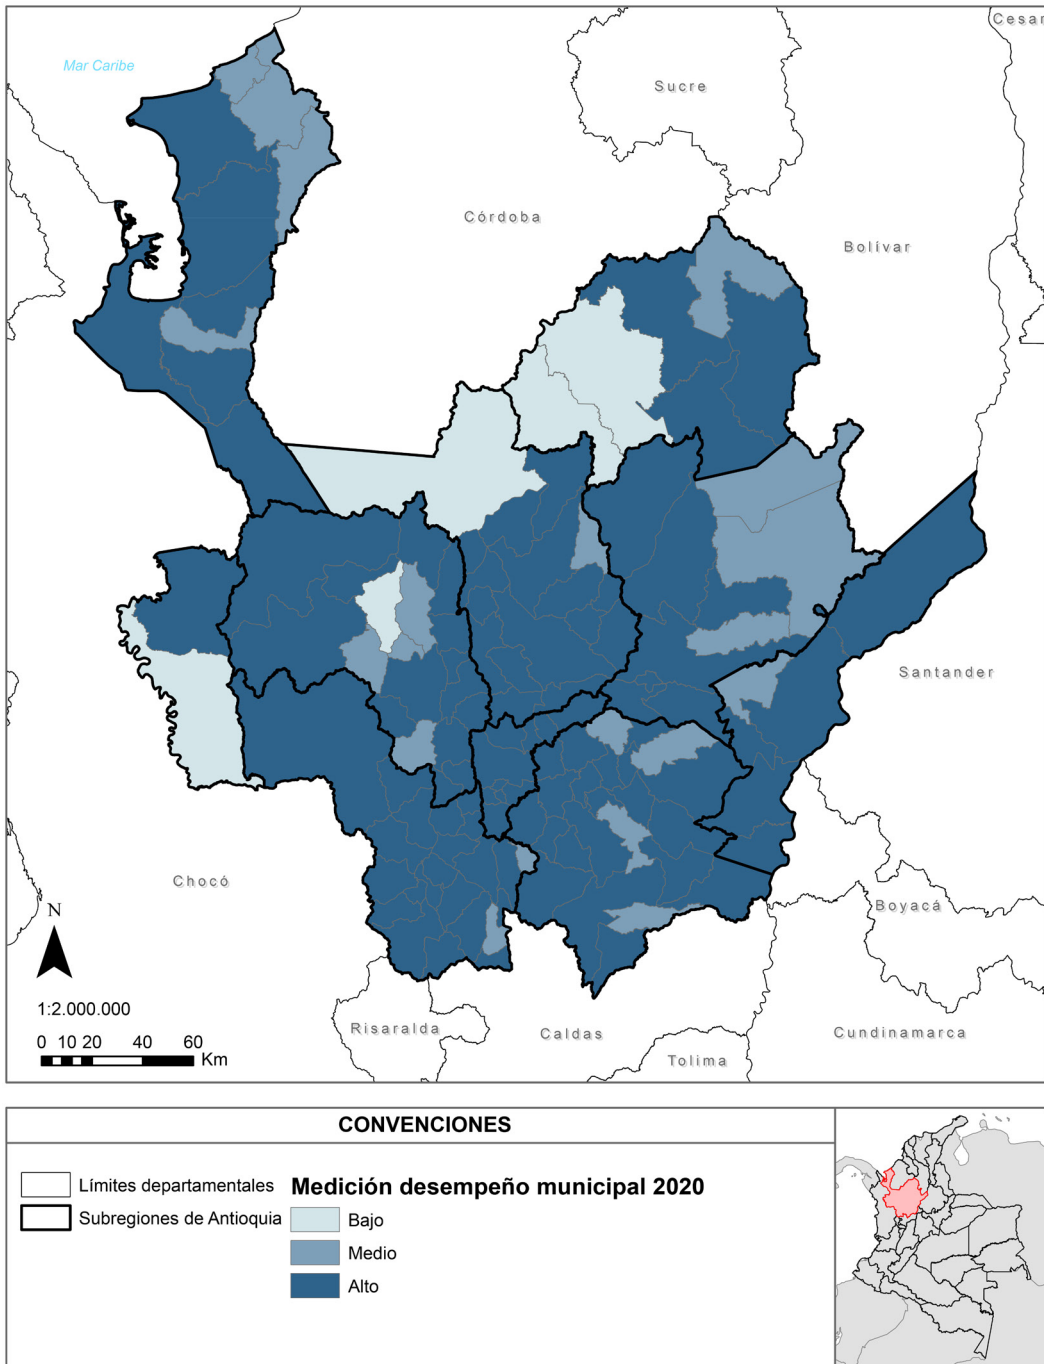 Cesar
Mar Caribe
Sucre
Córdoba
Bolívar
Santander
Chocó
Boyacá
N
1:2.000.000
Risaralda
Caldas
Cundinamarca
Tolima
0 10 20 40 60
Km
CONVENCIONES
Límites departamentales
Subregiones de Antioquia
Medición desempeño municipal 2020
Bajo
Medio
Alto